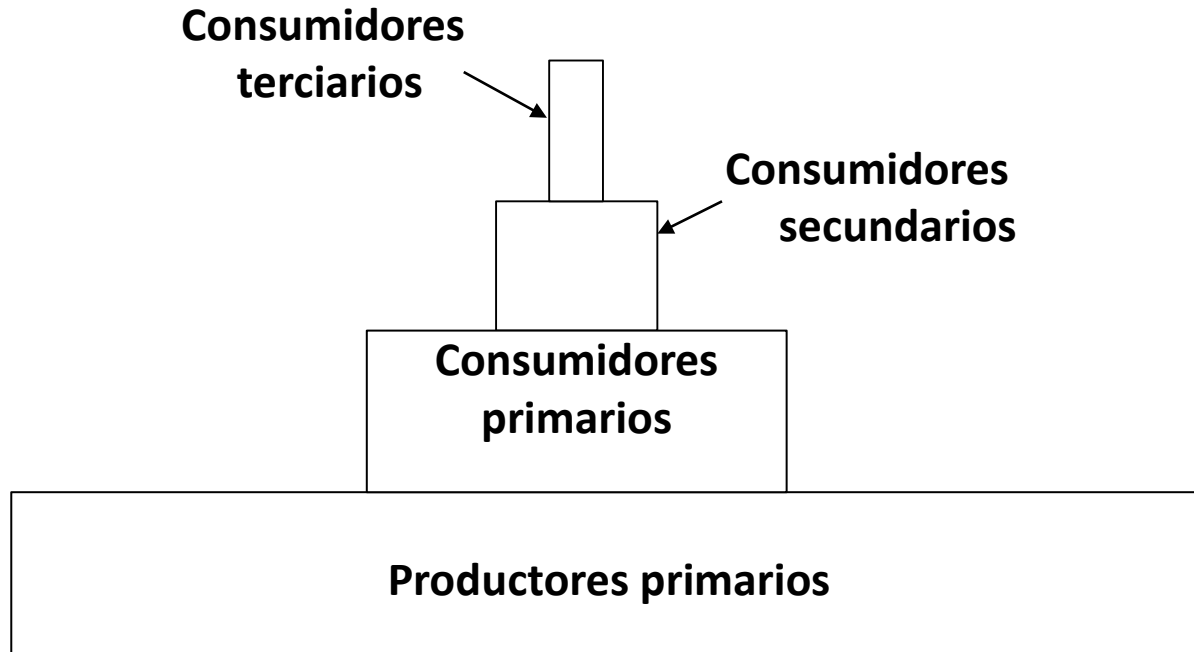 Consumidores
terciarios
Consumidores
secundarios
Consumidores
primarios
Productores primarios